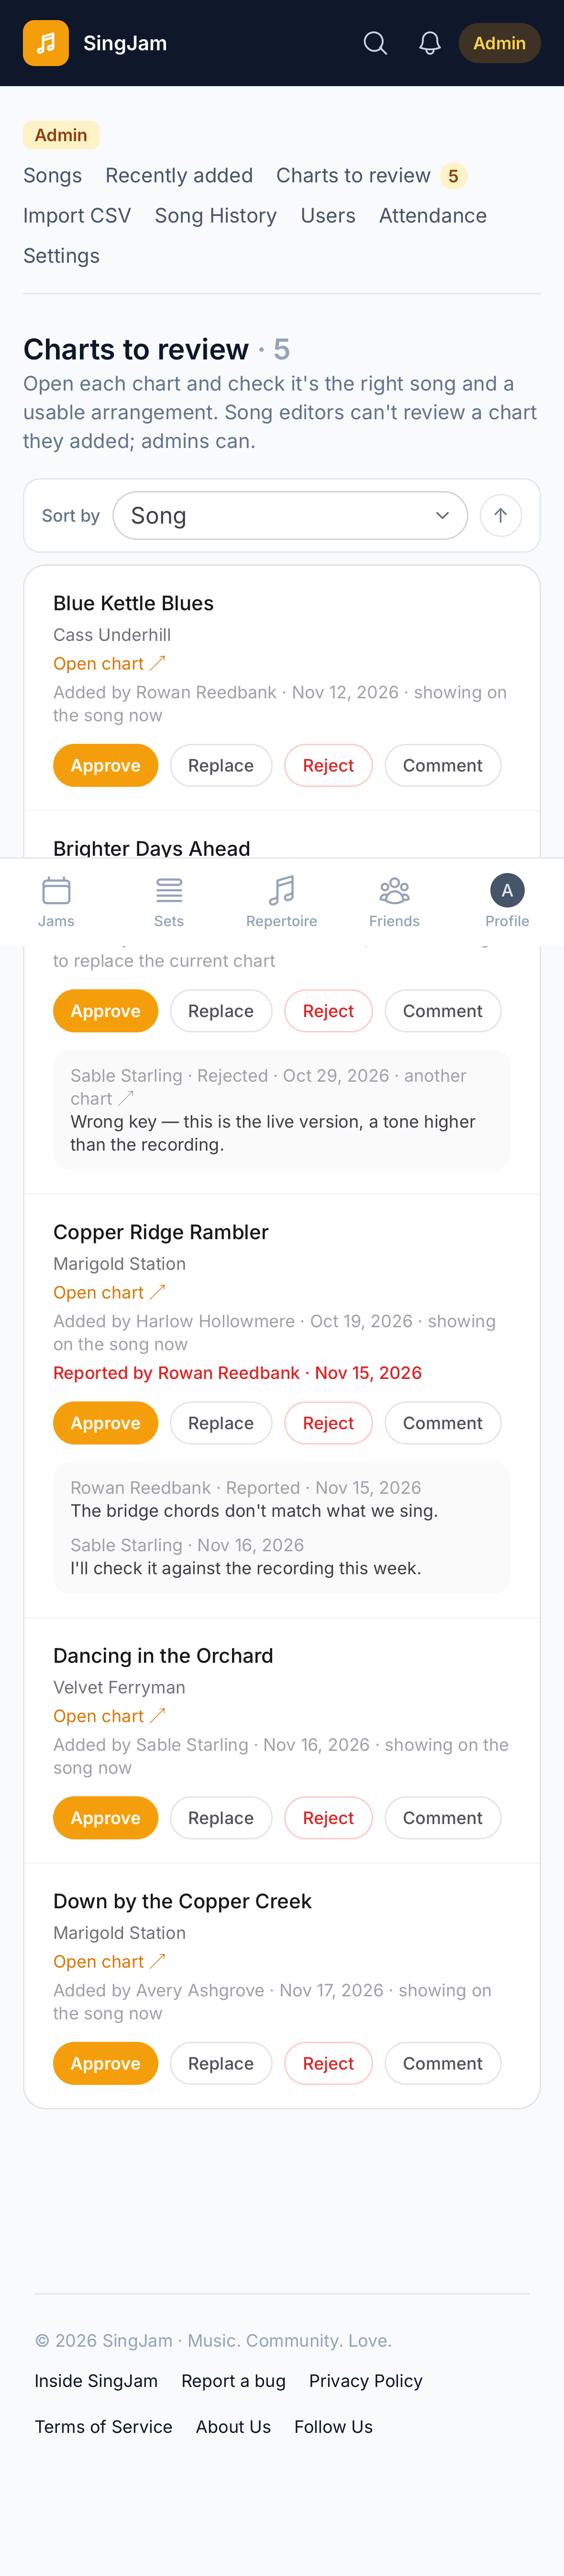 SingJam
Admin
Admin
Songs Recently added Charts to review 5
Import CSV Song History Users Attendance
Settings
Charts to review · 5
Open each chart and check it's the right song and a
usable arrangement. Song editors can't review a chart
they added; admins can.
Sort by Song
Blue Kettle Blues
Cass Underhill
Open chart ↗
Added by Rowan Reedbank · Nov 12, 2026 · showing on
the song now
Approve Replace Reject Comment
Brighter Days Ahead
Jams Sets Repertoire Friends A Profile
to replace the current chart
Approve Replace Reject Comment
Sable Starling · Rejected · Oct 29, 2026 · another
chart ↗
Wrong key — this is the live version, a tone higher
than the recording.
Copper Ridge Rambler
Marigold Station
Open chart ↗
Added by Harlow Hollowmere · Oct 19, 2026 · showing
on the song now
Reported by Rowan Reedbank · Nov 15, 2026
Approve Replace Reject Comment
Rowan Reedbank · Reported · Nov 15, 2026
The bridge chords don't match what we sing.
Sable Starling · Nov 16, 2026
I'll check it against the recording this week.
Dancing in the Orchard
Velvet Ferryman
Open chart ↗
Added by Sable Starling · Nov 16, 2026 · showing on the
song now
Approve Replace Reject Comment
Down by the Copper Creek
Marigold Station
Open chart ↗
Added by Avery Ashgrove · Nov 17, 2026 · showing on
the song now
Approve Replace Reject Comment
© 2026 SingJam · Music. Community. Love.
Inside SingJam Report a bug Privacy Policy
Terms of Service About Us Follow Us